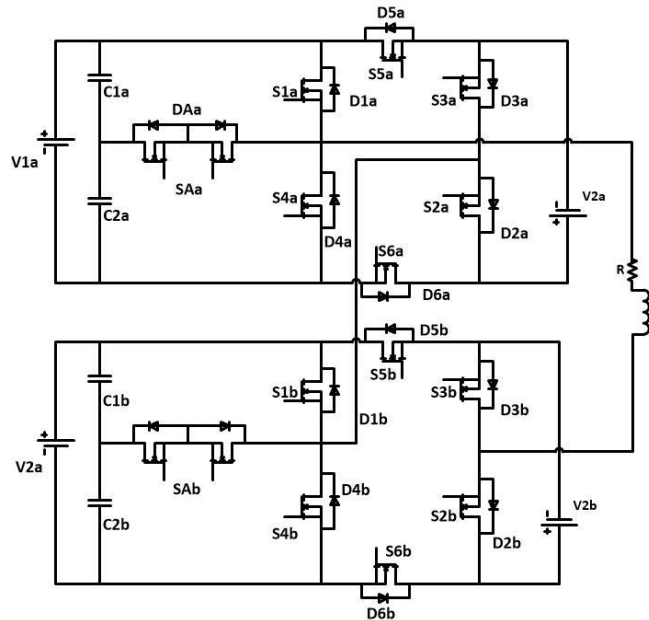 D5a
S5a
C1a
S1a
D1a
S3a
D3a
DAa
V1a
SAa
C2a
S4a
D4a
S2a
D2a
V2a
S6a
D6a
R
D5b
S5b
C1b
S1b
D1b
S3b
D3b
V2a
SAb
C2b
D4b
S4b
S2b
D2b
V2b
S6b
D6b